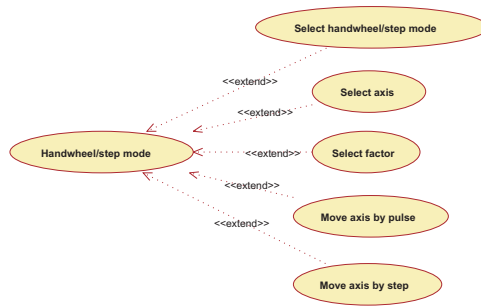 Select handwheel/step mode
<<extend>>
Select axis
<<extend>>
Handwheel/step mode
<<extend>>
Select factor
<<extend>>
Move axis by pulse
<<extend>>
Move axis by step